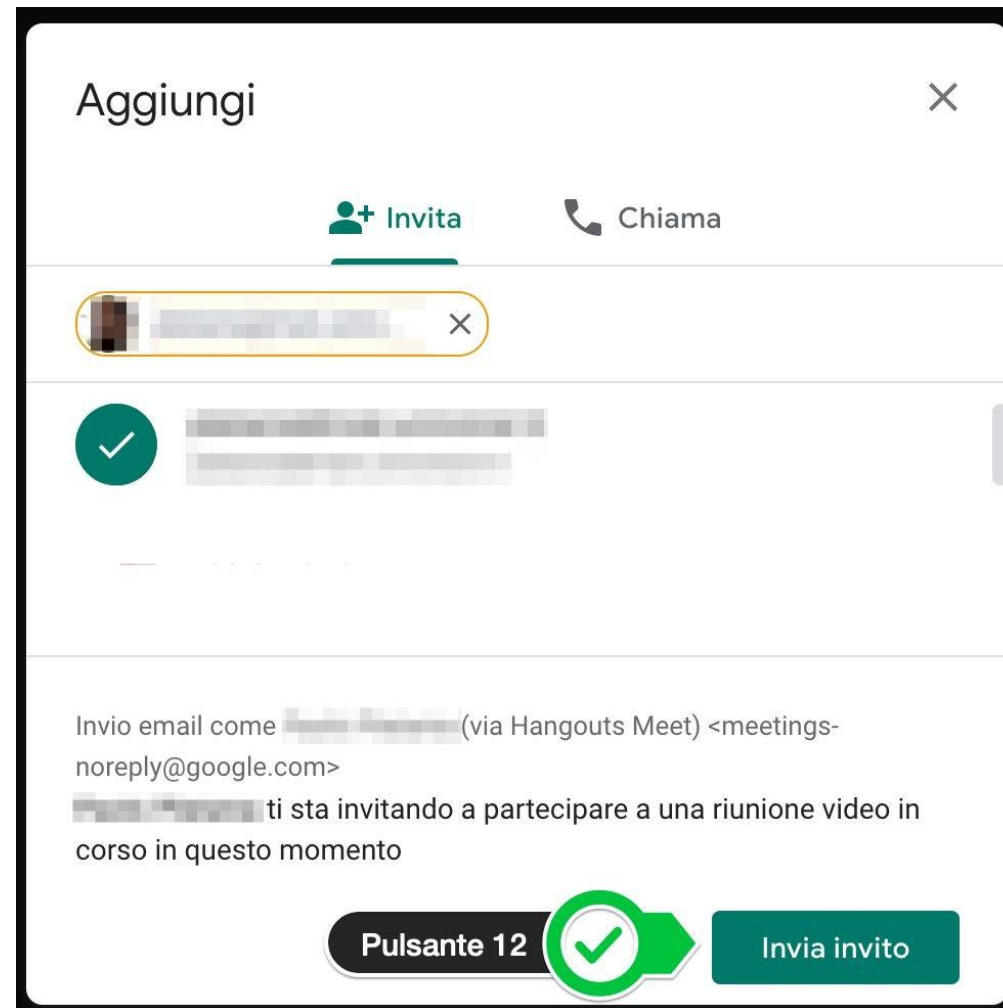 Aggiungi
Invita
Chiama
Invio email come (via Hangouts Meet) <meetings-
noreply@google.com>
ti sta invitando a partecipare a una riunione video in
corso in questo momento
Pulsante 12
Invia invito